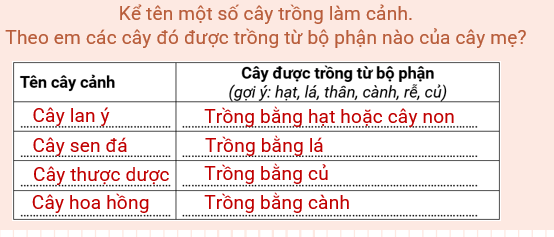 Kể tên một số cây trồng làm cảnh.
Theo em các cây đó được trồng từ bộ phận nào của cây mẹ?
Tên cây cảnh
Cây được trồng từ bộ phận
(gợi ý: hạt, lá, thân, cành, rễ, củ)
Cây lan ý
Trồng bằng hạt hoặc cây non
Cây sen đá
Trồng bằng lá
Cây thược dược
Trồng bằng củ
Cây hoa hồng
Trồng bằng cành